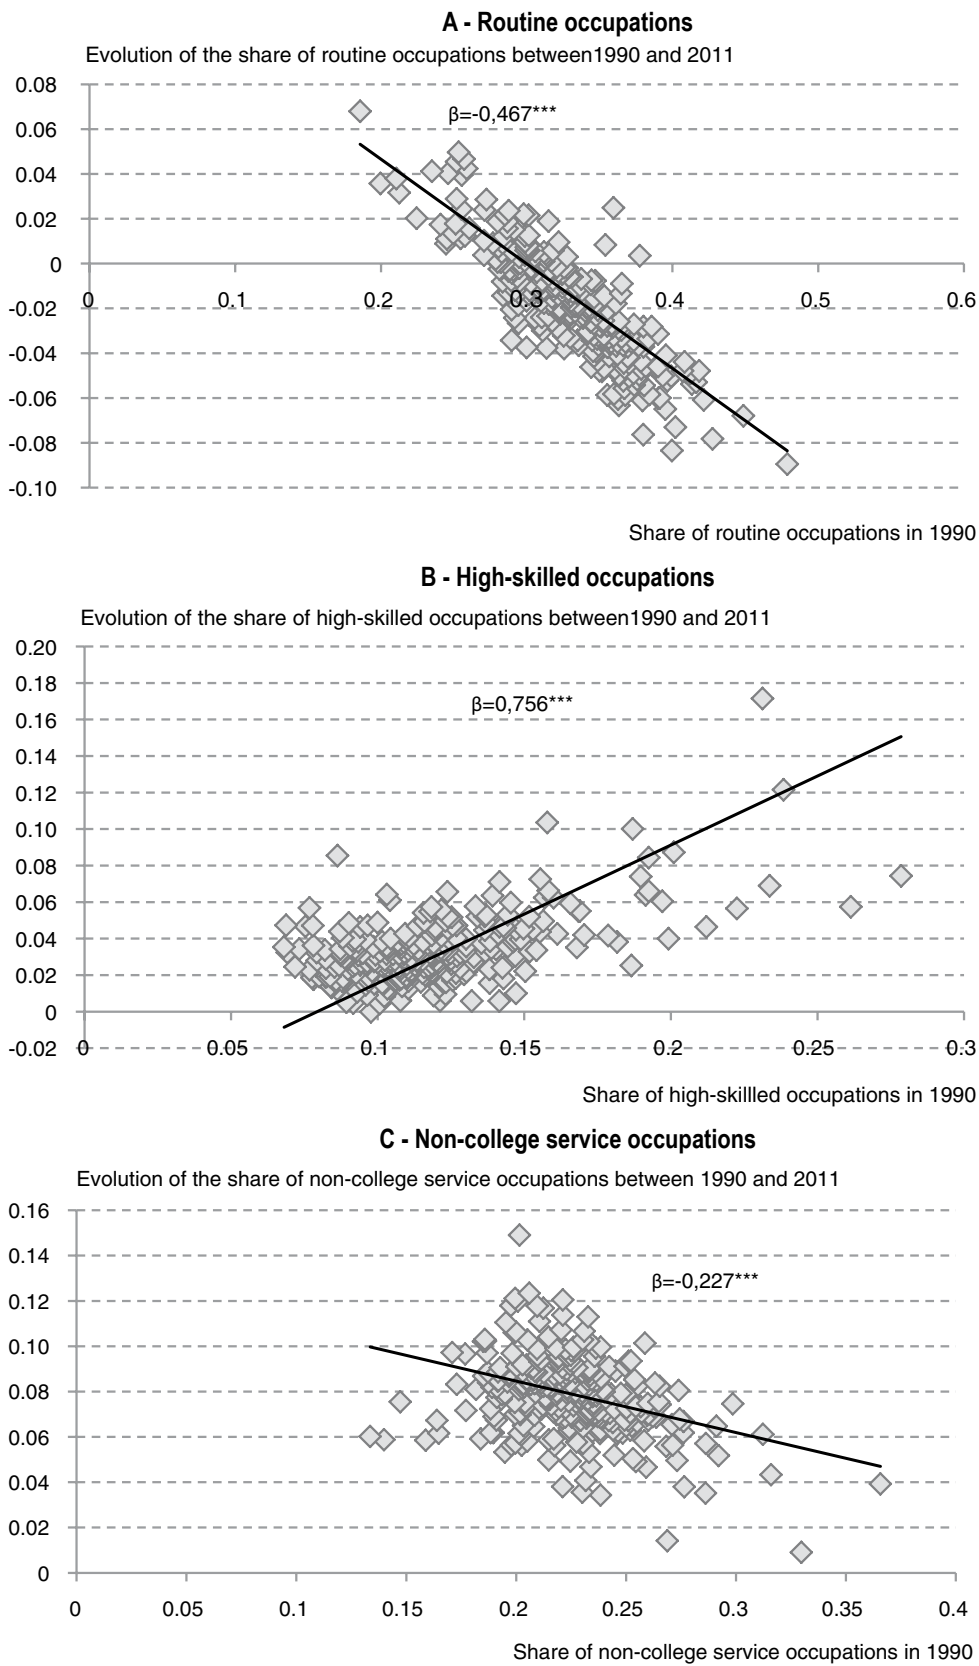 A - Routine occupations
Evolution of the share of routine occupations between1990 and 2011
0.08
β=-0,467***
0.06
0.04
0.02
0
0 0.1 0.2 0.3 0.4 0.5 0.6
-0.02
-0.04
-0.06
-0.08
-0.10
Share of routine occupations in 1990
B - High-skilled occupations
Evolution of the share of high-skilled occupations between1990 and 2011
0.20
0.18
β=0,756***
0.16
0.14
0.12
0.10
0.08
0.06
0.04
0.02
0
-0.02 0 0.05 0.1 0.15 0.2 0.25 0.3
Share of high-skillled occupations in 1990
C - Non-college service occupations
Evolution of the share of non-college service occupations between 1990 and 2011
0.16
0.14
β=-0,227***
0.12
0.10
0.08
0.06
0.04
0.02
0
0 0.05 0.1 0.15 0.2 0.25 0.3 0.35 0.4
Share of non-college service occupations in 1990